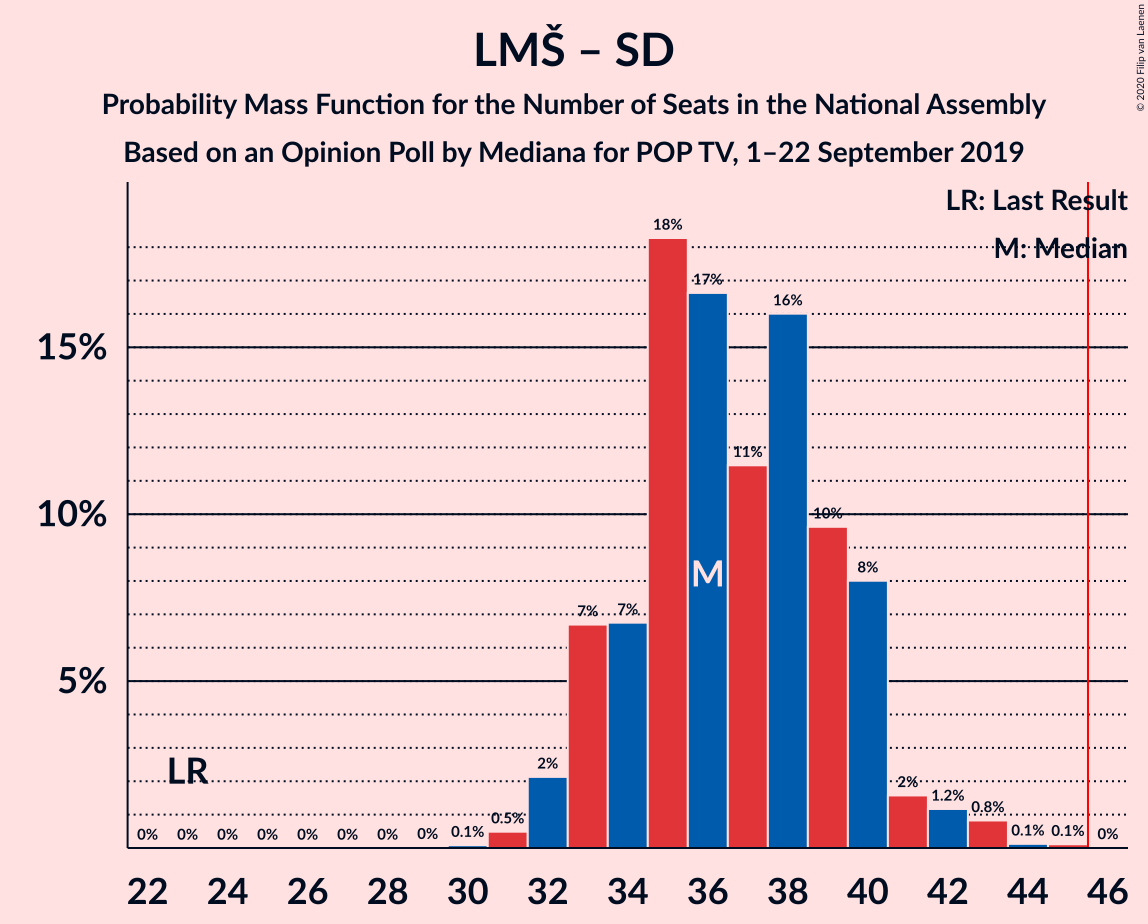 LMŠ – SD
Probability Mass Function for the Number of Seats in the National Assembly
Based on an Opinion Poll by Mediana for POP TV, 1–22 September 2019
© 2020 Filip van Laenen
LR: Last Result
M: Median
18%
17%
16%
15%
11%
10%
10%
M
8%
7%
7%
5%
LR
2%
2%
1.2%
0.8%
0.5%
0% 0% 0% 0% 0% 0% 0% 0% 0.1% 0.1% 0.1% 0%
22 24 26 28 30 32 34 36 38 40 42 44 46